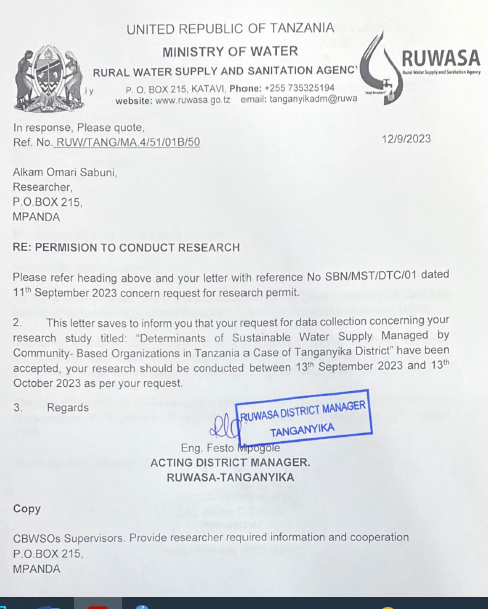 UNITED REPUBLIC OF TANZANIA
MINISTRY OF WATER
RURAL WATER SUPPLY AND SANITATION AGENC
P. O. BOX 215, KATAVI, Phone: +255 735325194
website: www.ruwasa.go.tz email: tanganyikadm@ruwa
RUWASA
Rural Water Supply and Sanitation Agency
In response, Please quote,
Ref. No. RUW/TANG/MA.4/51/01B/50
12/9/2023
Alkam Omari Sabuni,
Researcher,
P.O.BOX 215,
MPANDA
RE: PERMISION TO CONDUCT RESEARCH
Please refer heading above and your letter with reference No SBN/MST/DTC/01 dated
11th September 2023 concern request for research permit.
2. This letter saves to inform you that your request for data collection concerning your
research study titled: “Determinants of Sustainable Water Supply Managed by
Community- Based Organizations in Tanzania a Case of Tanganyika District” have been
accepted, your research should be conducted between 13th September 2023 and 13th
October 2023 as per your request.
3. Regards
RUWASA DISTRICT MANAGER
TANGANYIKA
Eng. Festo Mpogole
ACTING DISTRICT MANAGER.
RUWASA-TANGANYIKA
Copy
CBWSOs Supervisors. Provide researcher required information and cooperation
P.O.BOX 215,
MPANDA